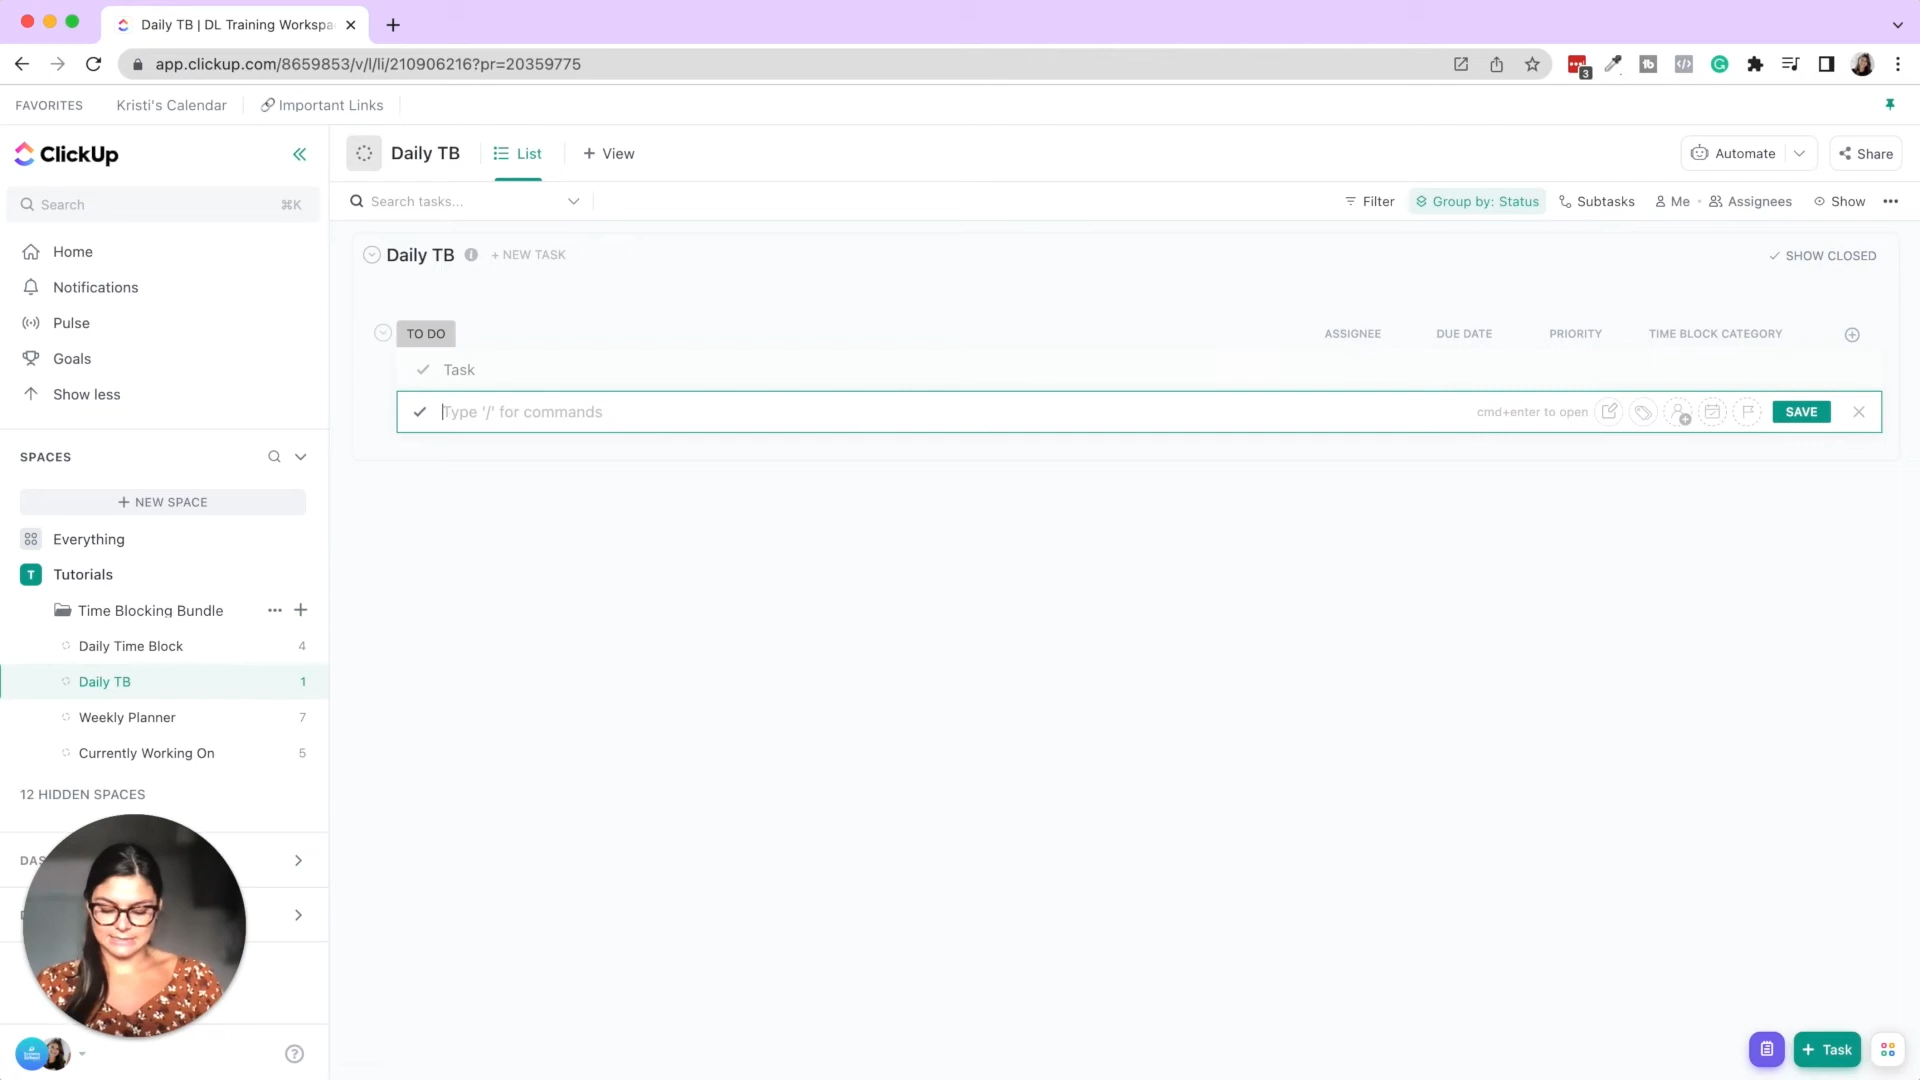 Daily TB | DL Training Workspa
app.clickup.com/8659853/v/l/li/210906216?pr=20359775
3
FAVORITES
Kristi's Calendar
Important Links
ClickUp
Daily TB
List
+ View
Automate
Share
Search
⌘K
Search tasks...
Filter
Group by: Status
Subtasks
Me
Assignees
Show
Home
Notifications
Pulse
Goals
Show less
Daily TB
+ NEW TASK
SHOW CLOSED
TO DO
ASSIGNEE
DUE DATE
PRIORITY
TIME BLOCK CATEGORY
Task
Type '/' for commands
cmd+enter to open
SAVE
SPACES
+ NEW SPACE
Everything
T
Tutorials
Time Blocking Bundle
Daily Time Block 4
Daily TB 1
Weekly Planner 7
Currently Working On 5
12 HIDDEN SPACES
DAS
+ Task